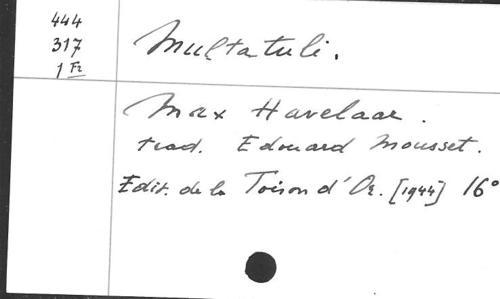 444
317
1 Fr
Multatuli.
Max Havelaar.
trad. Edouard Mousset.
Edit. de la Toison d'Or. [1944] 16°